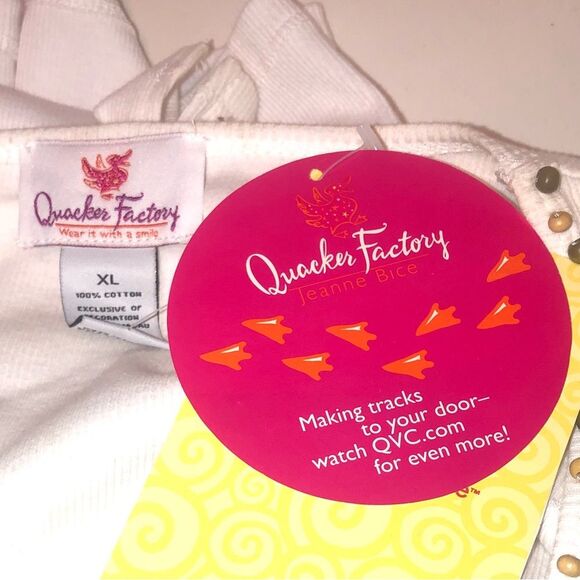 Quacker Factory
Wear it with a smile
XL
100% COTTON
EXCLUSIVE OF
Quacker Factory
Jeanne Bice
Making tracks
to your door–
watch QVC.com
for even more!